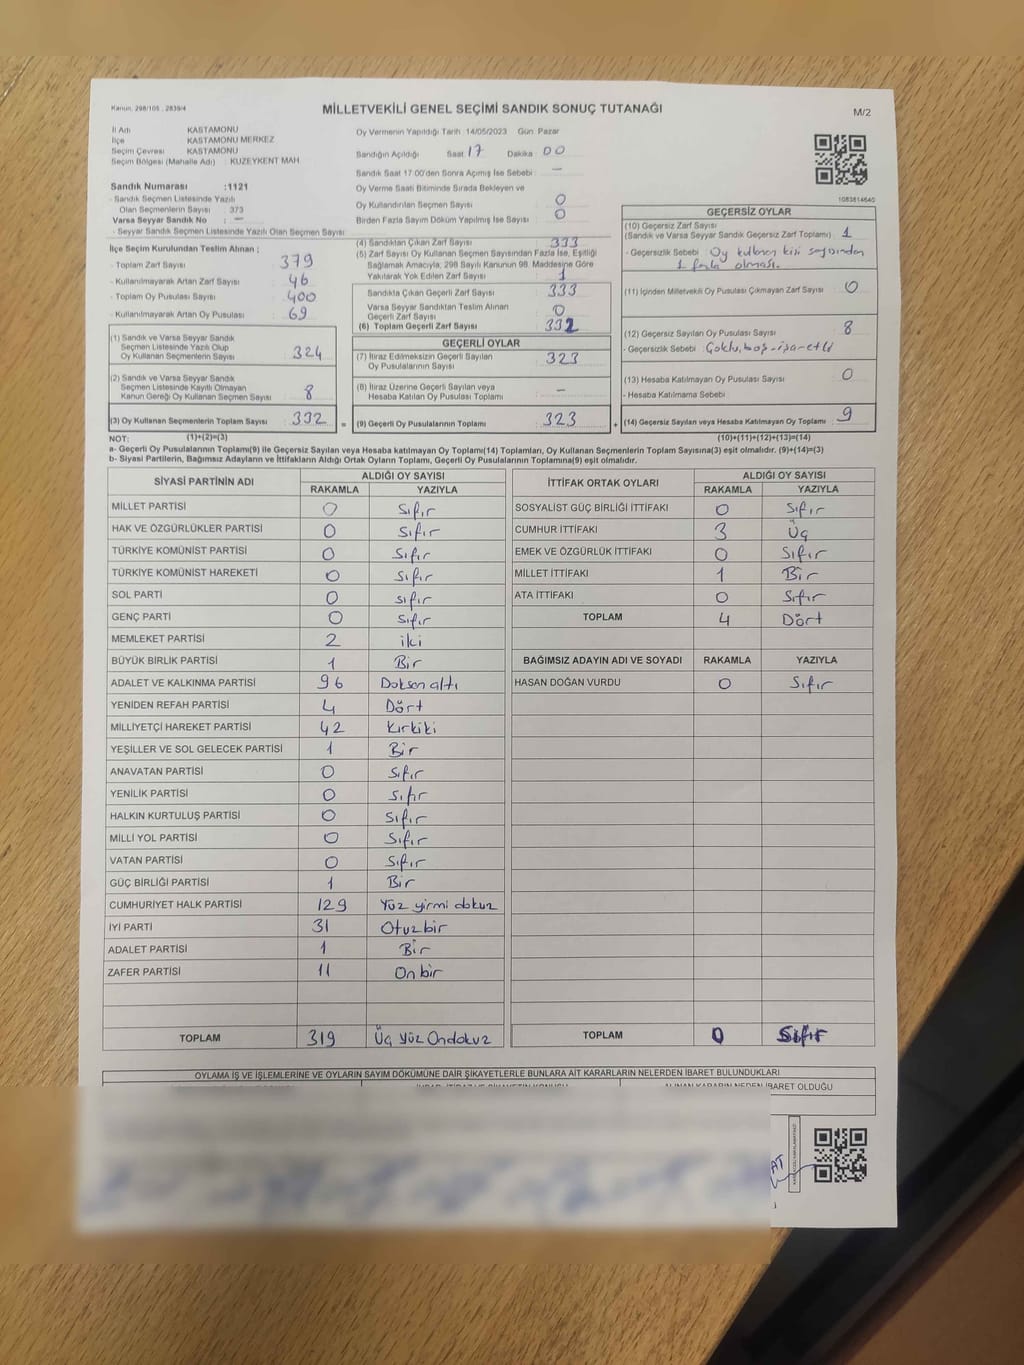 Kanun, 298/105 , 2839/4
MİLLETVEKİLİ GENEL SEÇİMİ SANDIK SONUÇ TUTANAĞI
M/2
İl Adı KASTAMONU
İlçe KASTAMONU MERKEZ
Seçim Çevresi KASTAMONU
Seçim Bölgesi (Mahalle Adı) : KUZEYKENT MAH
Sandık Numarası :1121
- Sandık Seçmen Listesinde Yazılı
Olan Seçmenlerin Sayısı : 373
Varsa Seyyar Sandık No : —
- Seyyar Sandık Seçmen Listesinde Yazılı Olan Seçmen Sayısı
Oy Vermenin Yapıldığı Tarih :14/05/2023 Gün: Pazar
Sandığın Açıldığı Saat: 17 Dakika: 00
Sandık Saat 17:00'den Sonra Açılmış İse Sebebi: —
Oy Verme Saati Bitiminde Sırada Bekleyen ve
Oy Kullandırılan Seçmen Sayısı : 0
Birden Fazla Sayım Döküm Yapılmış İse Sayısı : 0
1083814640
İlçe Seçim Kurulundan Teslim Alınan ;
- Toplam Zarf Sayısı : 379
- Kullanılmayarak Artan Zarf Sayısı : 46
- Toplam Oy Pusulası Sayısı : 400
- Kullanılmayarak Artan Oy Pusulası : 69
(1) Sandık ve Varsa Seyyar Sandık
Seçmen Listesinde Yazılı Olup
Oy Kullanan Seçmenlerin Sayısı : 324
(2) Sandık ve Varsa Seyyar Sandık
Seçmen Listesinde Kayıtlı Olmayan
Kanun Gereği Oy Kullanan Seçmen Sayısı : 8
(3) Oy Kullanan Seçmenlerin Toplam Sayısı : 332
(4) Sandıktan Çıkan Zarf Sayısı : 333
(5) Zarf Sayısı Oy Kullanan Seçmen Sayısından Fazla İse, Eşitliği
Sağlamak Amacıyla, 298 Sayılı Kanunun 98. Maddesine Göre
Yakılarak Yok Edilen Zarf Sayısı : 1
Sandıkta Çıkan Geçerli Zarf Sayısı : 333
Varsa Seyyar Sandıktan Teslim Alınan
Geçerli Zarf Sayısı : 0
(6) Toplam Geçerli Zarf Sayısı : 332
GEÇERLİ OYLAR
(7) İtiraz Edilmeksizin Geçerli Sayılan
Oy Pusulalarının Sayısı : 323
(8) İtiraz Üzerine Geçerli Sayılan veya
Hesaba Katılan Oy Pusulaları Toplamı : —
= (9) Geçerli Oy Pusulalarının Toplamı : 323 +
GEÇERSİZ OYLAR
(10) Geçersiz Zarf Sayısı
(Sandık ve Varsa Seyyar Sandık Geçersiz Zarf Toplamı) : 1
- Geçersizlik Sebebi : Oy kullanan kişi sayısından
1 fazla olması.
(11) İçinden Milletvekili Oy Pusulası Çıkmayan Zarf Sayısı : 0
(12) Geçersiz Sayılan Oy Pusulası Sayısı : 8
- Geçersizlik Sebebi : Çoklu, boş-işaretli
(13) Hesaba Katılmayan Oy Pusulası Sayısı : 0
- Hesaba Katılmama Sebebi :
(14) Geçersiz Sayılan veya Hesaba Katılmayan Oy Toplamı : 9
NOT: (1)+(2)=(3) (10)+(11)+(12)+(13)=(14)
a- Geçerli Oy Pusulalarının Toplamı(9) ile Geçersiz Sayılan veya Hesaba katılmayan Oy Toplam(14) Toplamları, Oy Kullanan Seçmenlerin Toplam Sayısına(3) eşit olmalıdır. (9)+(14)=(3)
b- Siyasi Partilerin, Bağımsız Adayların ve İttifakların Aldığı Ortak Oyların Toplamı, Geçerli Oy Pusulalarının Toplamına(9) eşit olmalıdır.
SİYASİ PARTİNİN ADI ALDIĞI OY SAYISI
RAKAMLA YAZIYLA
MİLLET PARTİSİ 0 Sıfır
HAK VE ÖZGÜRLÜKLER PARTİSİ 0 Sıfır
TÜRKİYE KOMÜNİST PARTİSİ 0 Sıfır
TÜRKİYE KOMÜNİST HAREKETİ 0 Sıfır
SOL PARTİ 0 sıfır
GENÇ PARTİ 0 Sıfır
MEMLEKET PARTİSİ 2 iki
BÜYÜK BİRLİK PARTİSİ 1 Bir
ADALET VE KALKINMA PARTİSİ 96 Doksan altı
YENİDEN REFAH PARTİSİ 4 Dört
MİLLİYETÇİ HAREKET PARTİSİ 42 Kırkiki
YEŞİLLER VE SOL GELECEK PARTİSİ 1 Bir
ANAVATAN PARTİSİ 0 Sıfır
YENİLİK PARTİSİ 0 Sıfır
HALKIN KURTULUŞ PARTİSİ 0 Sıfır
MİLLİ YOL PARTİSİ 0 Sıfır
VATAN PARTİSİ 0 Sıfır
GÜÇ BİRLİĞİ PARTİSİ 1 Bir
CUMHURİYET HALK PARTİSİ 129 Yüz yirmi dokuz
İYİ PARTİ 31 Otuzbir
ADALET PARTİSİ 1 Bir
ZAFER PARTİSİ 11 Onbir
TOPLAM 319 Üç Yüz Ondokuz
İTTİFAK ORTAK OYLARI ALDIĞI OY SAYISI
RAKAMLA YAZIYLA
SOSYALİST GÜÇ BİRLİĞİ İTTİFAKI 0 Sıfır
CUMHUR İTTİFAKI 3 Üç
EMEK VE ÖZGÜRLÜK İTTİFAKI 0 Sıfır
MİLLET İTTİFAKI 1 Bir
ATA İTTİFAKI 0 Sıfır
TOPLAM 4 Dört
BAĞIMSIZ ADAYIN ADI VE SOYADI RAKAMLA YAZIYLA
HASAN DOĞAN VURDU 0 Sıfır
TOPLAM 0 Sıfır
OYLAMA İŞ VE İŞLEMLERİNE VE OYLARIN SAYIM DÖKÜMÜNE DAİR ŞİKAYETLERLE BUNLARA AİT KARARLARIN NELERDEN İBARET BULUNDUKLARI
ALINAN KARARIN NEDEN İBARET OLDUĞU